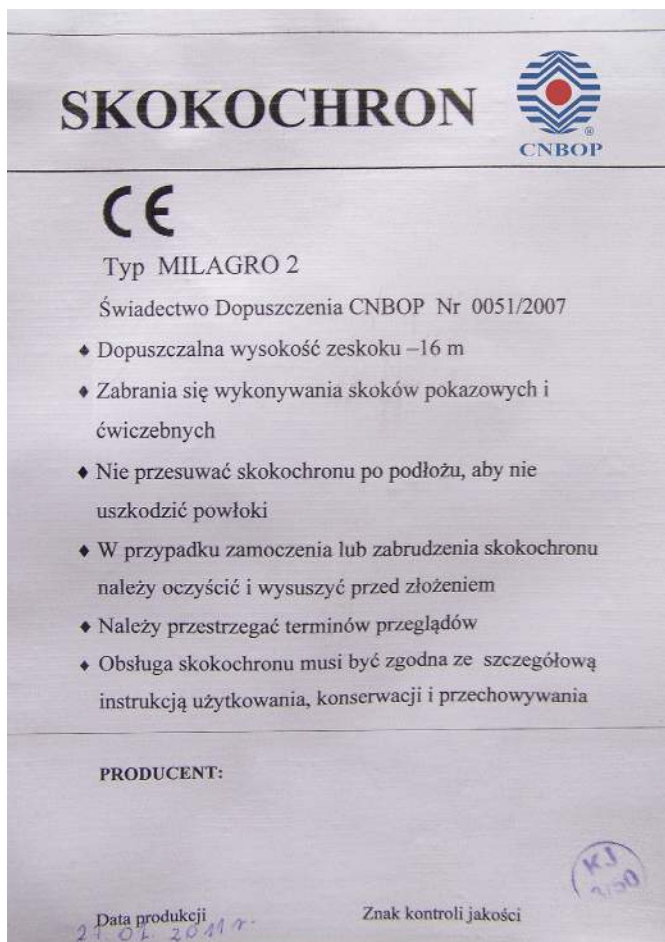 SKOKOCHRON
®
CNBOP
CE
Typ MILAGRO 2
Świadectwo Dopuszczenia CNBOP Nr 0051/2007
♦ Dopuszczalna wysokość zeskoku –16 m
♦ Zabrania się wykonywania skoków pokazowych i
ćwiczebnych
♦ Nie przesuwać skokochronu po podłożu, aby nie
uszkodzić powłoki
♦ W przypadku zamoczenia lub zabrudzenia skokochronu
należy oczyścić i wysuszyć przed złożeniem
♦ Należy przestrzegać terminów przeglądów
♦ Obsługa skokochronu musi być zgodna ze szczegółową
instrukcją użytkowania, konserwacji i przechowywania
PRODUCENT:
KJ
Data produkcji
2011 r.
Znak kontroli jakości